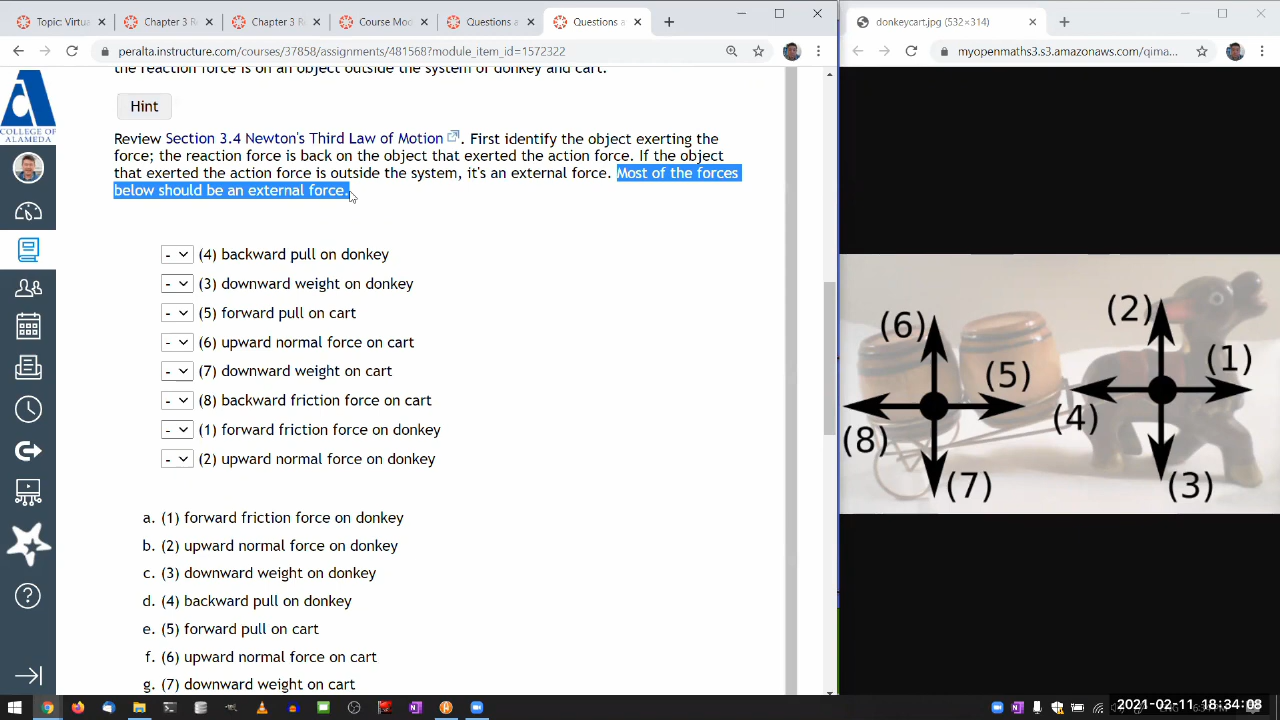 Topic: Virtua
Chapter 3 R
Chapter 3 R
Course Mod
Questions e
Questions a
peralta.instructure.com/courses/37858/assignments/481568?module_item_id=1572322
COLLEGE OF
ALAMEDA
the reaction force is on an object outside the system of donkey and cart.
Hint
Review Section 3.4 Newton's Third Law of Motion. First identify the object exerting the
force; the reaction force is back on the object that exerted the action force. If the object
that exerted the action force is outside the system, it's an external force. Most of the forces
below should be an external force.
- (4) backward pull on donkey
- (3) downward weight on donkey
- (5) forward pull on cart
- (6) upward normal force on cart
- (7) downward weight on cart
- (8) backward friction force on cart
- (1) forward friction force on donkey
- (2) upward normal force on donkey
a. (1) forward friction force on donkey
b. (2) upward normal force on donkey
c. (3) downward weight on donkey
d. (4) backward pull on donkey
e. (5) forward pull on cart
f. (6) upward normal force on cart
g. (7) downward weight on cart
donkeycart.jpg (532×314)
myopenmaths3.s3.amazonaws.com/qima...
(6)
(2)
(5)
(1)
(8)
(4)
(7)
(3)
2021-02-11 18:34:08